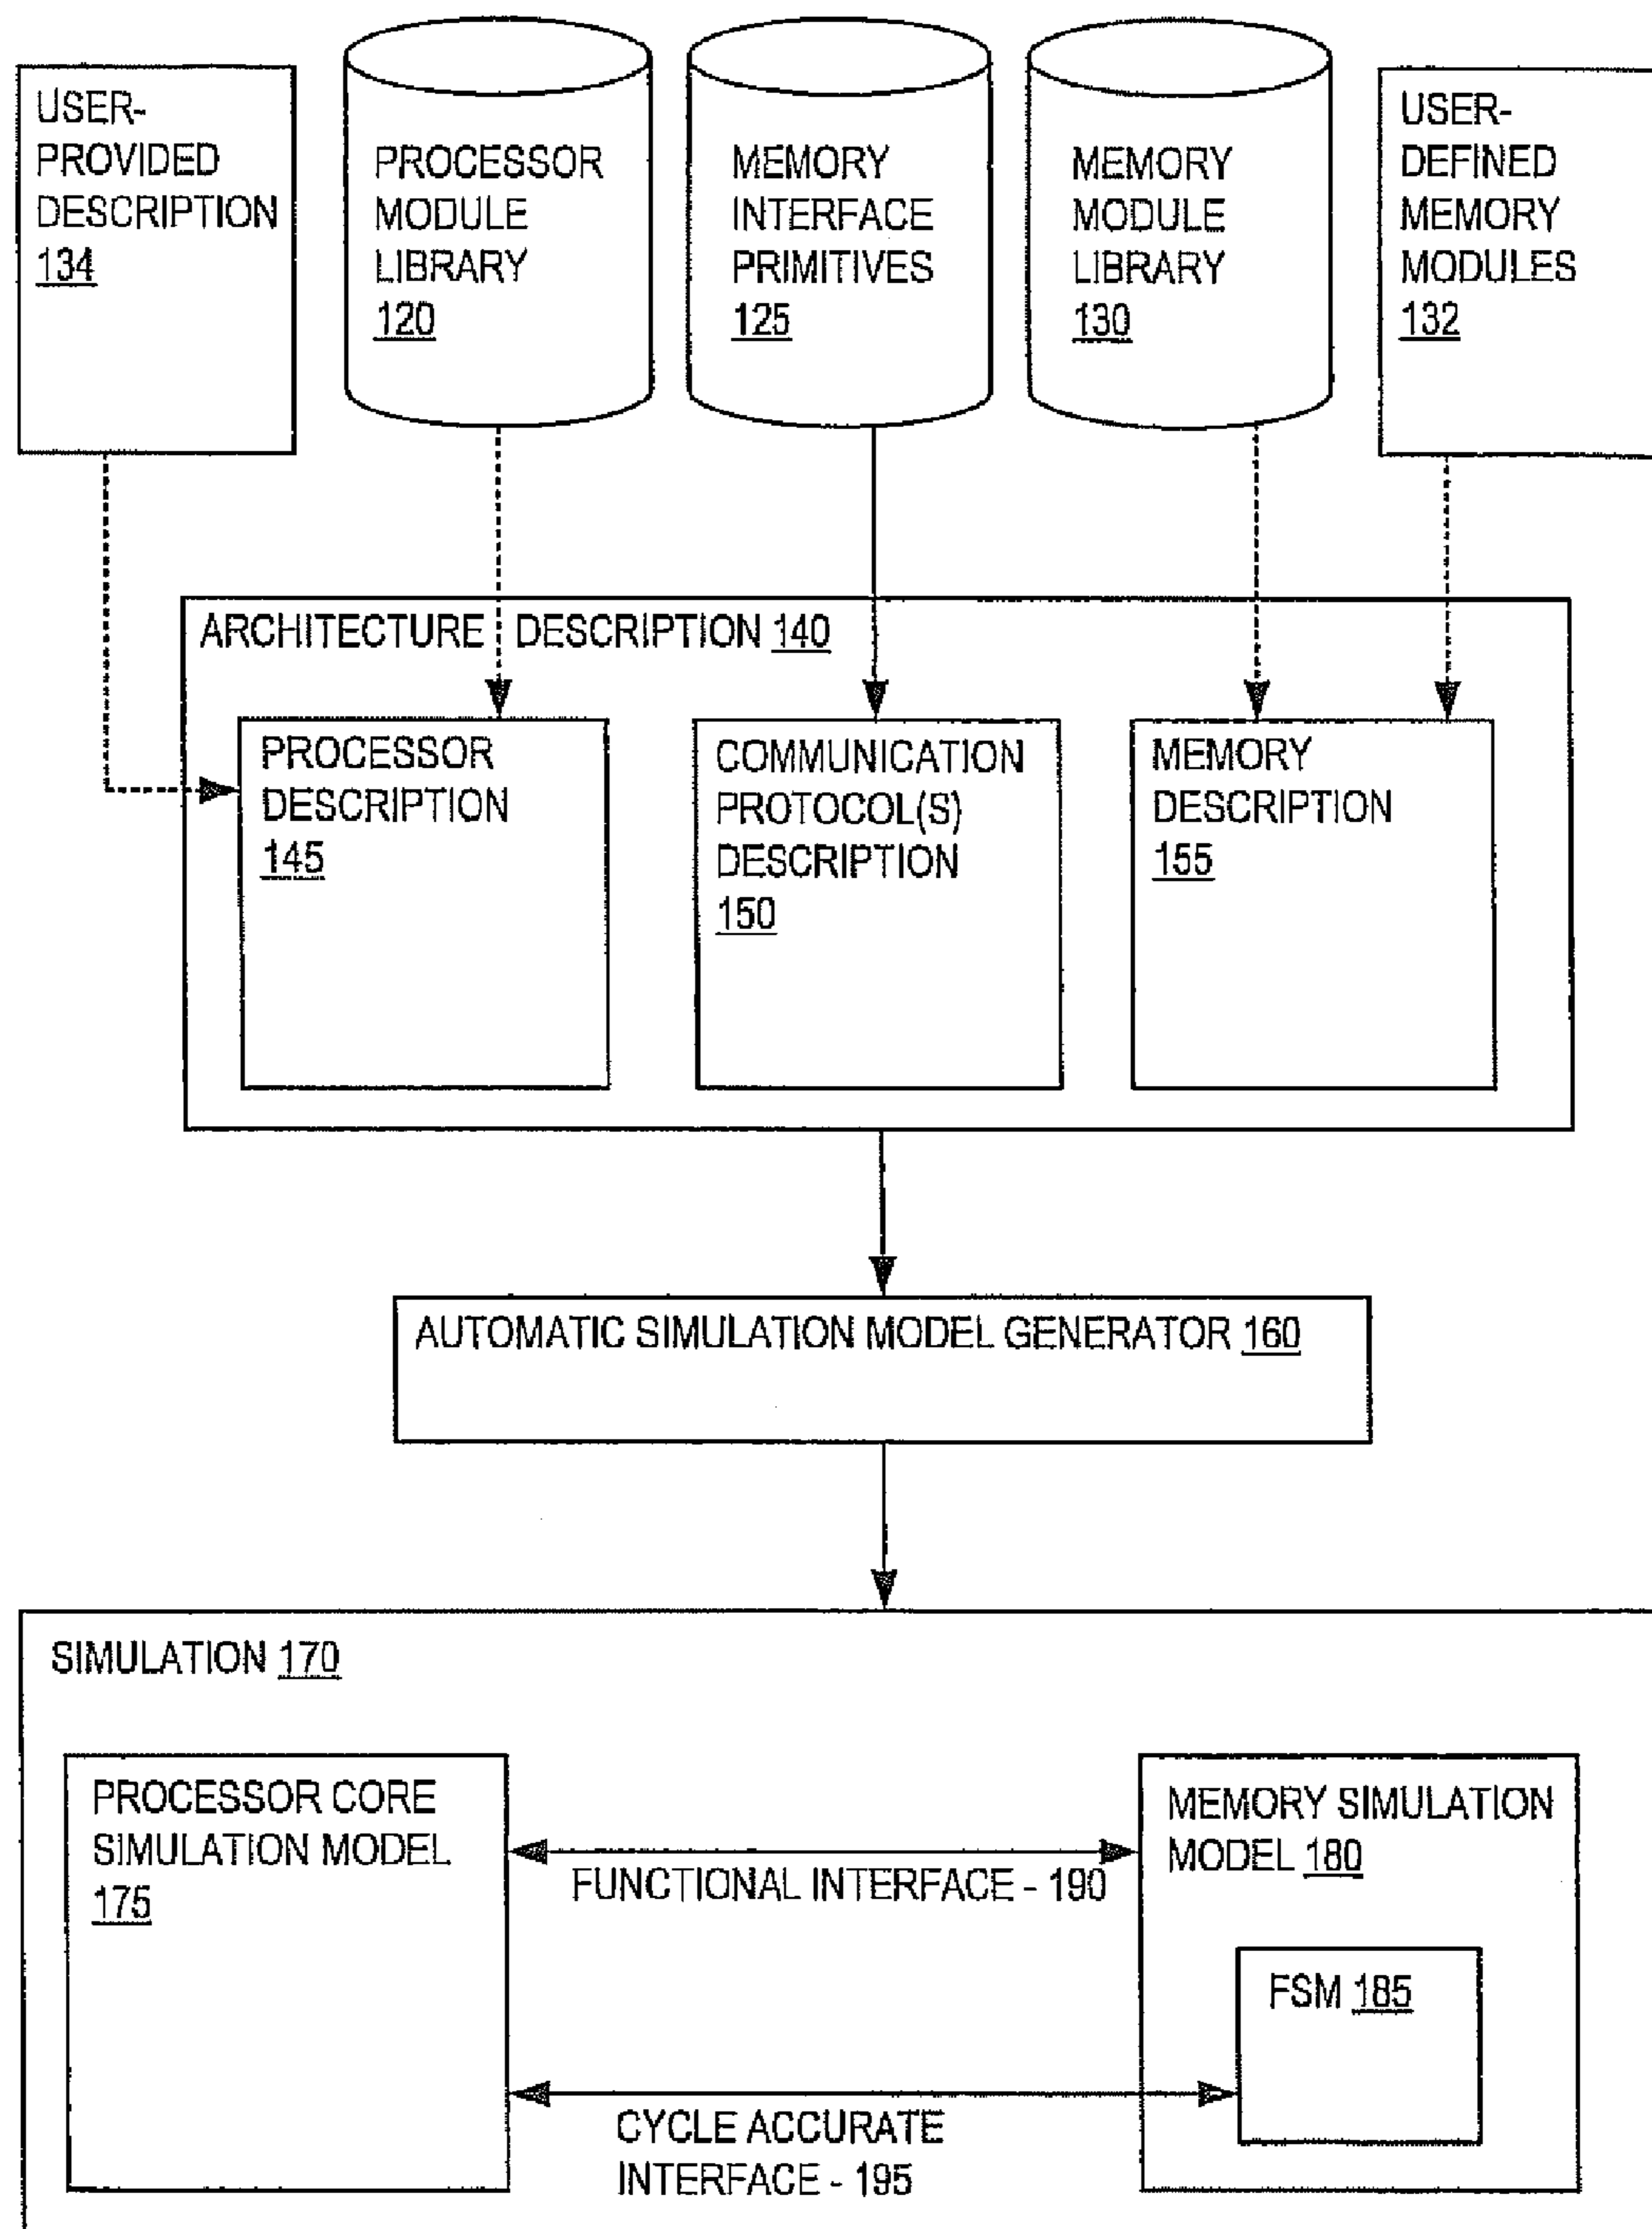 USER-
PROVIDED
DESCRIPTION
134
PROCESSOR
MODULE
LIBRARY
120
MEMORY
INTERFACE
PRIMITIVES
125
MEMORY
MODULE
LIBRARY
130
USER-
DEFINED
MEMORY
MODULES
132
ARCHITECTURE DESCRIPTION 140
PROCESSOR
DESCRIPTION
145
COMMUNICATION
PROTOCOL(S)
DESCRIPTION
150
MEMORY
DESCRIPTION
155
AUTOMATIC SIMULATION MODEL GENERATOR 160
SIMULATION 170
PROCESSOR CORE
SIMULATION MODEL
175
FUNCTIONAL INTERFACE - 190
MEMORY SIMULATION
MODEL 180
FSM 185
CYCLE ACCURATE
INTERFACE - 195